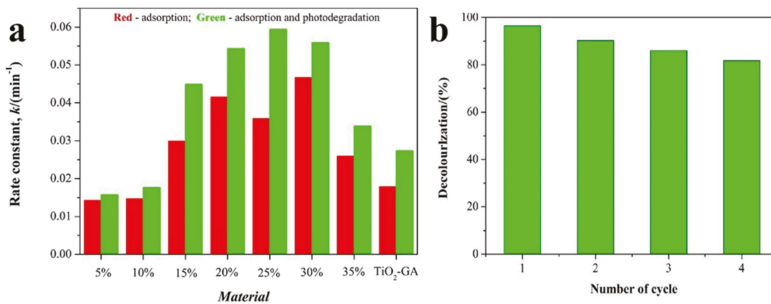 a
Red - adsorption; Green - adsorption and photodegradation
Rate constant, k/(min-1)
0.06
0.05
0.04
0.03
0.02
0.01
0.00
5% 10% 15% 20% 25% 30% 35% TiO2-GA
Material
b
Decolourization/(%)
100
80
60
40
20
0
1 2 3 4
Number of cycle